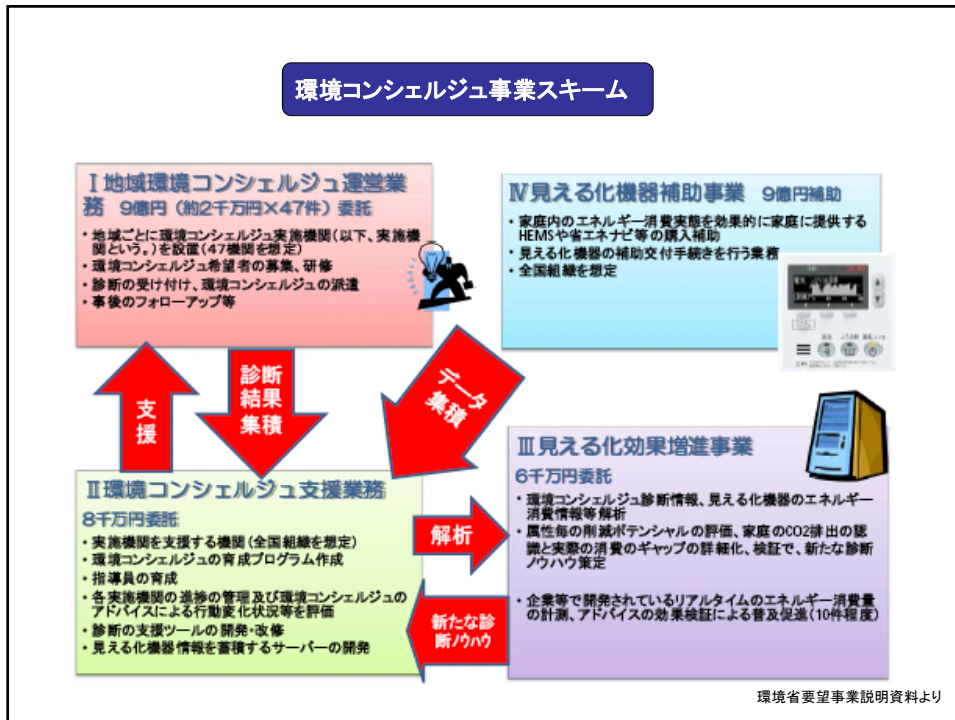 環境コンシェルジュ事業スキーム
Ⅰ地域環境コンシェルジュ運営業
務 9億円(約2千万円×47件)委託
・地域ごとに環境コンシェルジュ実施機関(以下、実施機
関という。)を設置(47機関を想定)
・環境コンシェルジュ希望者の募集、研修
・診断の受け付け、環境コンシェルジュの派遣
・事後のフォローアップ等
Ⅳ見える化機器補助事業 9億円補助
・家庭内のエネルギー消費実態を効果的に家庭に提供する
HEMSや省エネナビ等の購入補助
・見える化機器の補助交付手続きを行う業務
・全国組織を想定
支援
診断
結果
集積
データ
集積
Ⅱ環境コンシェルジュ支援業務
8千万円委託
・実施機関を支援する機関(全国組織を想定)
・環境コンシェルジュの育成プログラム作成
・指導員の育成
・各実施機関の進捗の管理及び環境コンシェルジュの
アドバイスによる行動変化状況等を評価
・診断の支援ツールの開発・改修
・見える化機器情報を蓄積するサーバーの開発
解析
新たな診
断ノウハウ
Ⅲ見える化効果増進事業
6千万円委託
・環境コンシェルジュ診断情報、見える化機器のエネルギー
消費情報等解析
・属性毎の削減ポテンシャルの評価、家庭のCO2排出の認
識と実際の消費のギャップの詳細化、検証で、新たな診断
ノウハウ策定
・企業等で開発されているリアルタイムのエネルギー消費量
の計測、アドバイスの効果検証による普及促進(10件程度)
環境省要望事業説明資料より